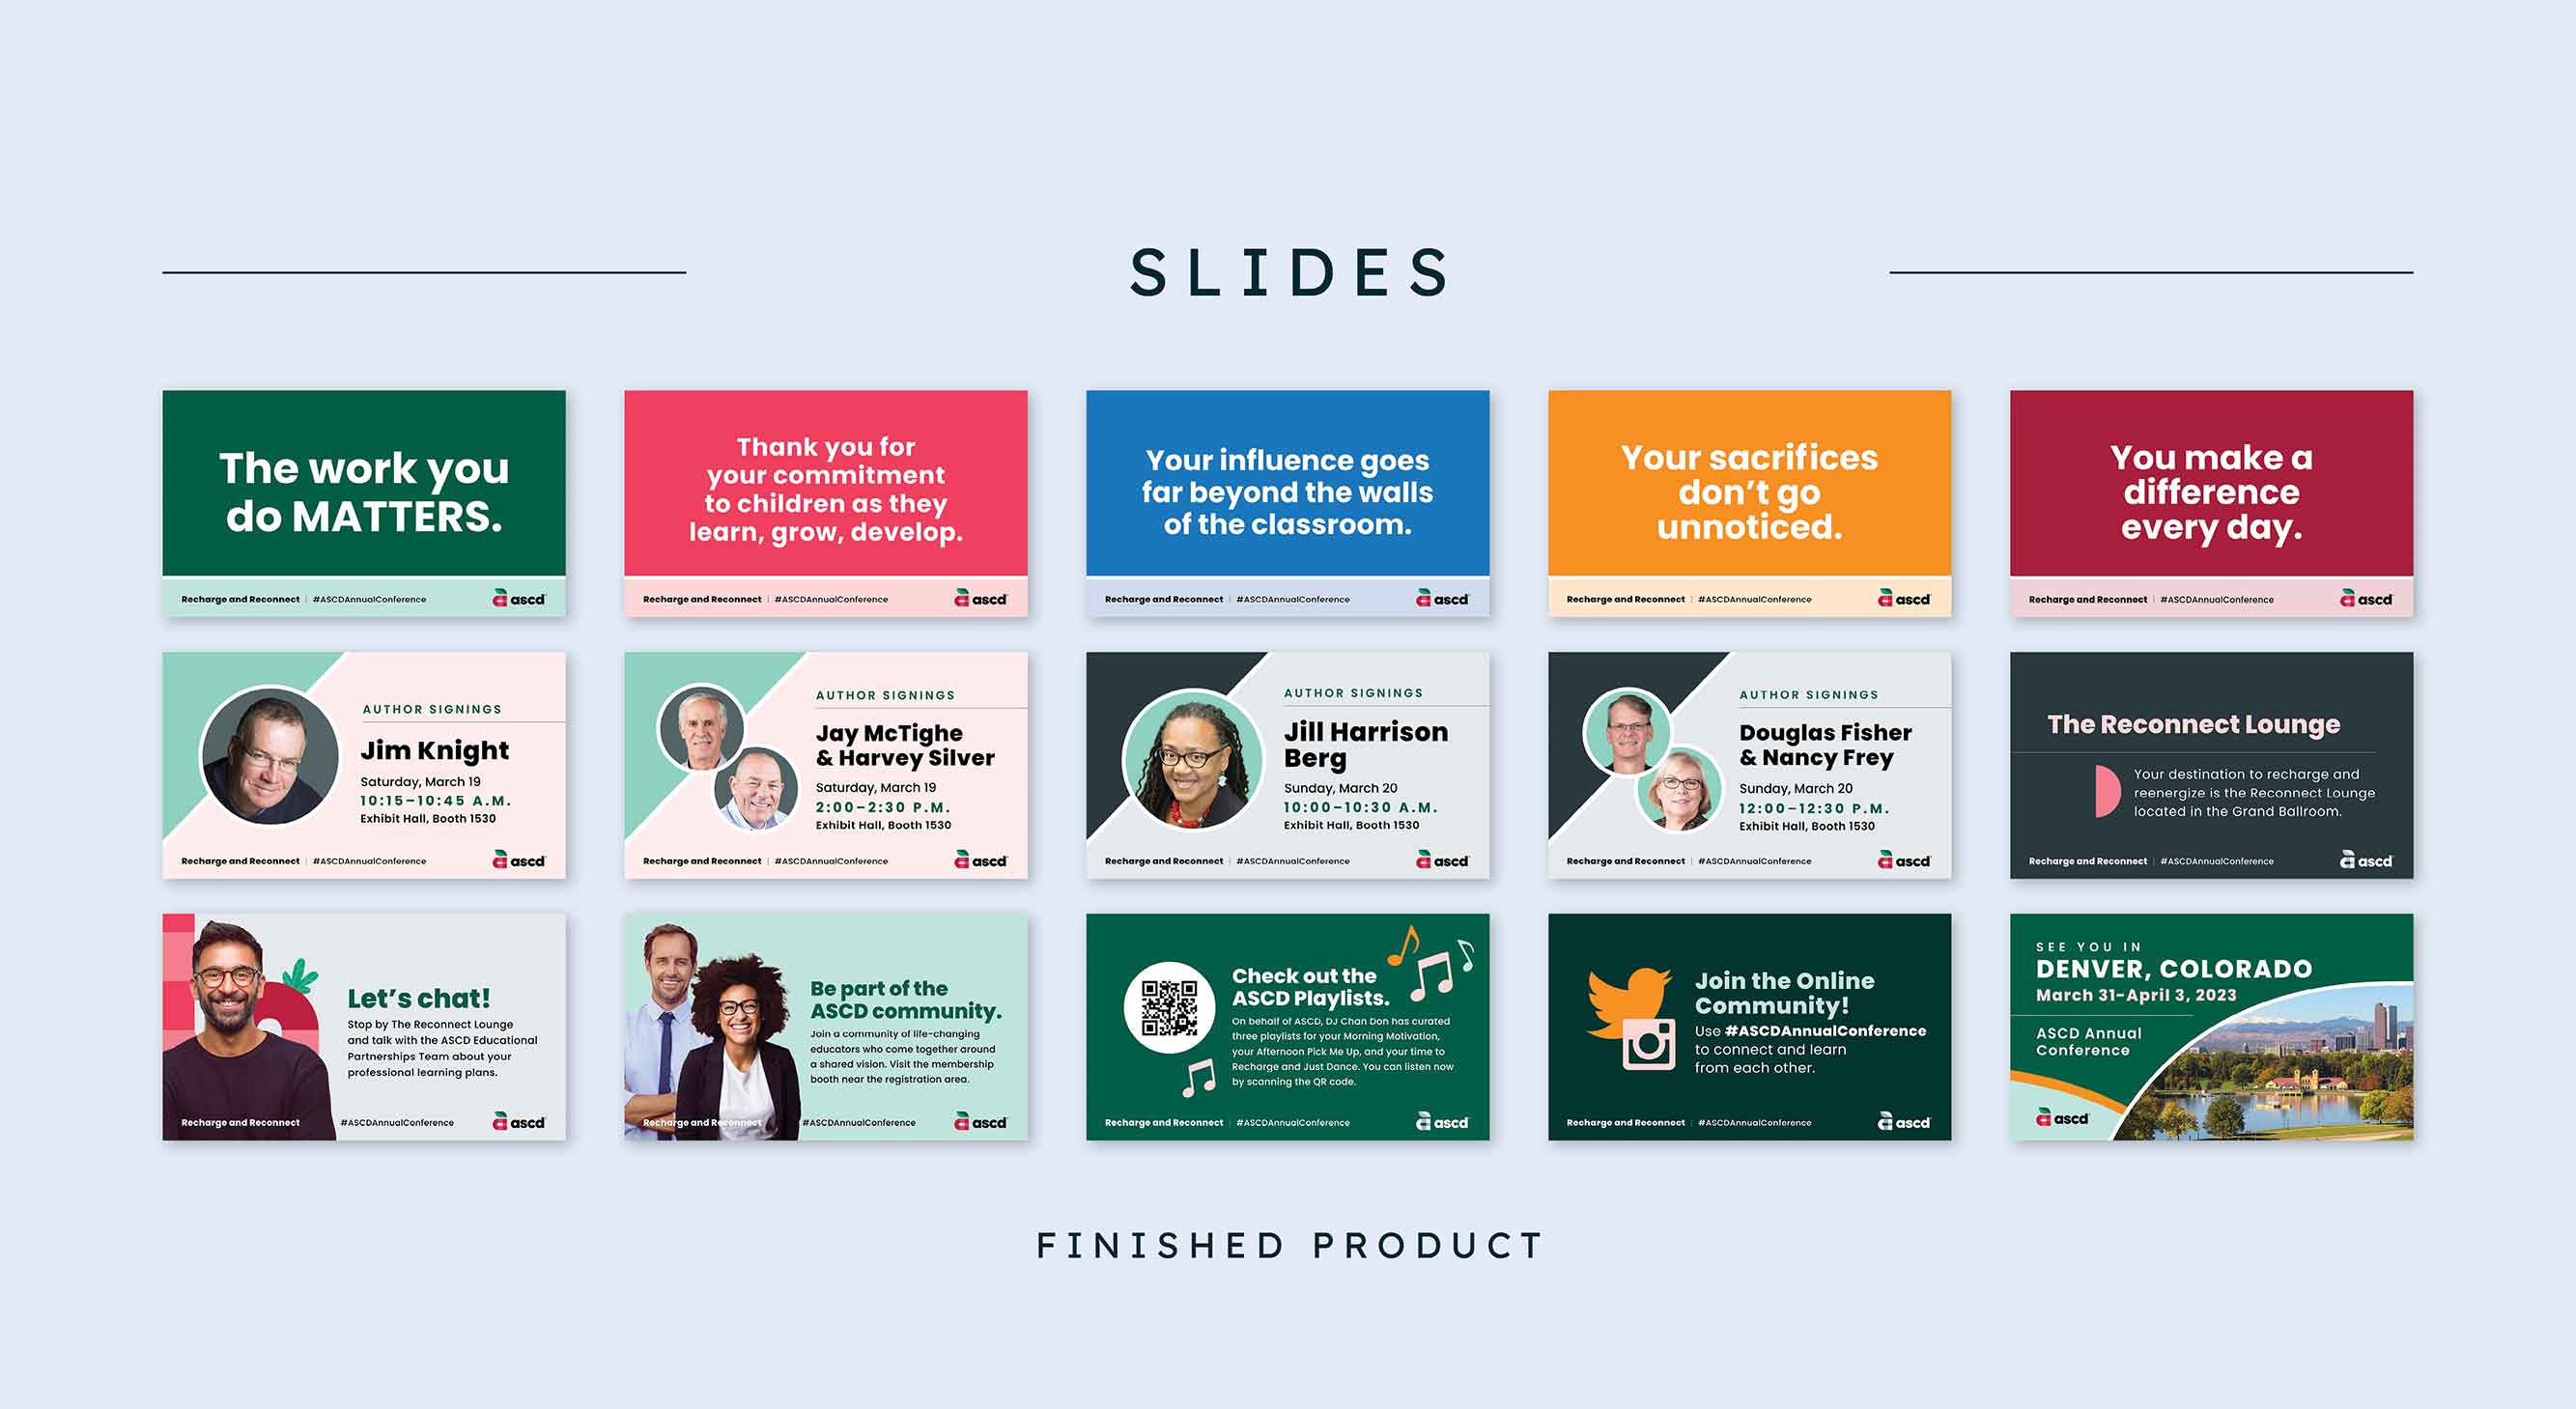 SLIDES
The work you
do MATTERS.
Recharge and Reconnect | #ASCDAnnualConference
ascd
Thank you for
your commitment
to children as they
learn, grow, develop.
Recharge and Reconnect | #ASCDAnnualConference
ascd
Your influence goes
far beyond the walls
of the classroom.
Recharge and Reconnect | #ASCDAnnualConference
ascd
Your sacrifices
don't go
unnoticed.
Recharge and Reconnect | #ASCDAnnualConference
ascd
You make a
difference
every day.
Recharge and Reconnect | #ASCDAnnualConference
ascd
AUTHOR SIGNINGS
Jim Knight
Saturday, March 19
10:15–10:45 A.M.
Exhibit Hall, Booth 1530
Recharge and Reconnect | #ASCDAnnualConference
ascd
AUTHOR SIGNINGS
Jay McTighe
& Harvey Silver
Saturday, March 19
2:00–2:30 P.M.
Exhibit Hall, Booth 1530
Recharge and Reconnect | #ASCDAnnualConference
ascd
AUTHOR SIGNINGS
Jill Harrison
Berg
Sunday, March 20
10:00–10:30 A.M.
Exhibit Hall, Booth 1530
Recharge and Reconnect | #ASCDAnnualConference
ascd
AUTHOR SIGNINGS
Douglas Fisher
& Nancy Frey
Sunday, March 20
12:00–12:30 P.M.
Exhibit Hall, Booth 1530
Recharge and Reconnect | #ASCDAnnualConference
ascd
The Reconnect Lounge
Your destination to recharge and
reenergize is the Reconnect Lounge
located in the Grand Ballroom.
Recharge and Reconnect | #ASCDAnnualConference
ascd
Let's chat!
Stop by The Reconnect Lounge
and talk with the ASCD Educational
Partnerships Team about your
professional learning plans.
Recharge and Reconnect #ASCDAnnualConference
ascd
Be part of the
ASCD community.
Join a community of life-changing
educators who come together around
a shared vision. Visit the membership
booth near the registration area.
Recharge and Reconnect #ASCDAnnualConference
ascd
Check out the
ASCD Playlists.
On behalf of ASCD, DJ Chan Don has curated
three playlists for your Morning Motivation,
your Afternoon Pick Me Up, and your time to
Recharge and Just Dance. You can listen now
by scanning the QR code.
Recharge and Reconnect | #ASCDAnnualConference
ascd
Join the Online
Community!
Use #ASCDAnnualConference
to connect and learn
from each other.
Recharge and Reconnect | #ASCDAnnualConference
ascd
SEE YOU IN
DENVER, COLORADO
March 31–April 3, 2023
ASCD Annual
Conference
ascd
FINISHED PRODUCT